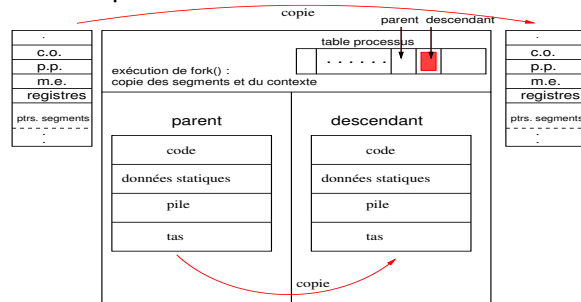 copie
parent descendant
table processus
. . . . . .
exécution de fork() :
copie des segments et du contexte
.
c.o.
p.p.
m.e.
registres
ptrs. segments
.
.
parent
code
données statiques
pile
tas
descendant
code
données statiques
pile
tas
copie
.
c.o.
p.p.
m.e.
registres
ptrs. segments
.
.